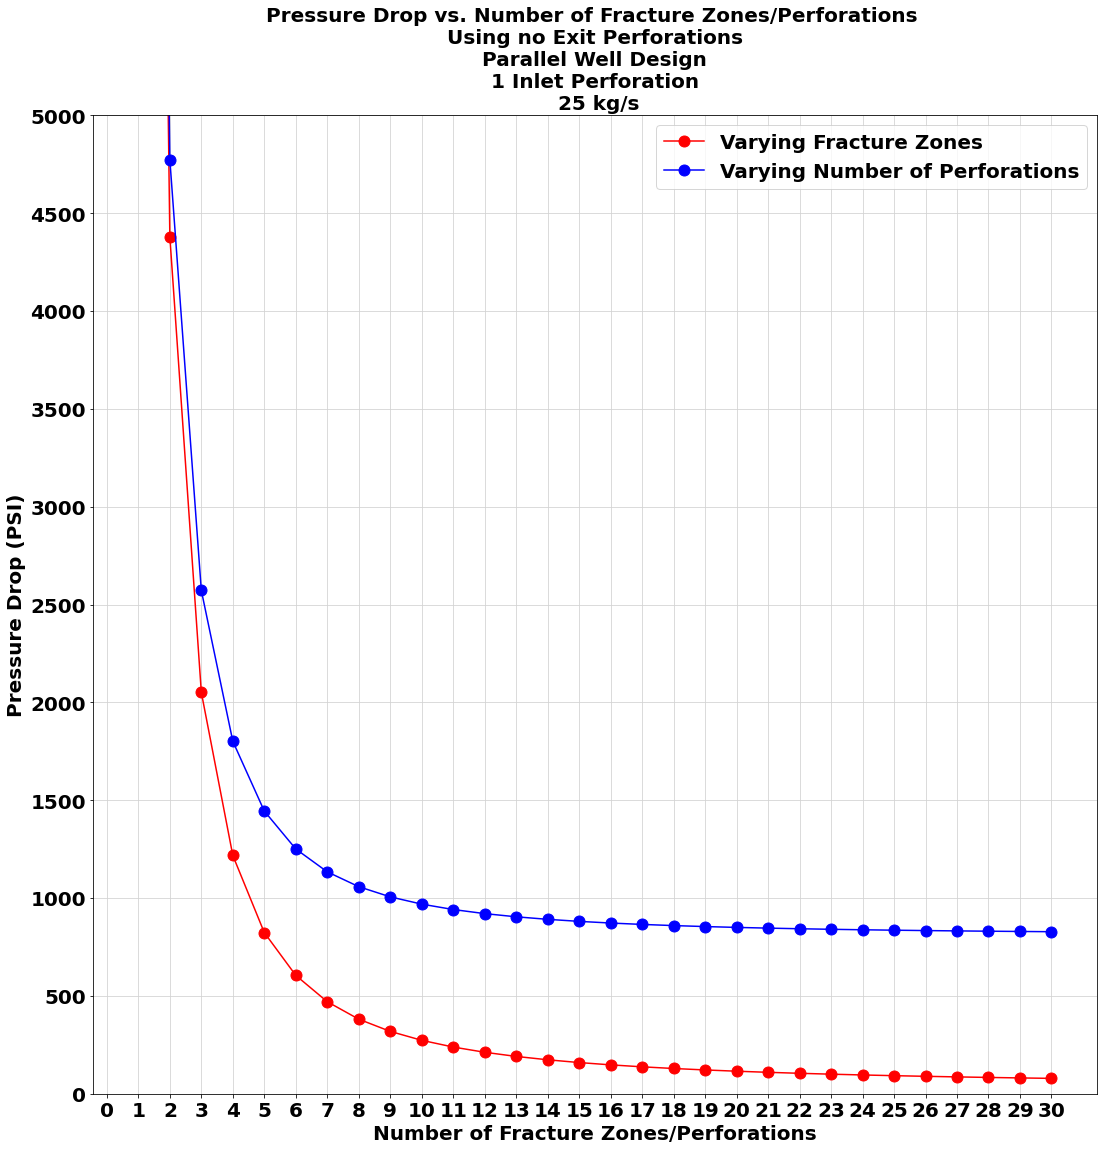 Pressure Drop vs. Number of Fracture Zones/Perforations
Using no Exit Perforations
Parallel Well Design
1 Inlet Perforation
25 kg/s
Varying Fracture Zones
Varying Number of Perforations
5000
4500
4000
3500
3000
2500
2000
1500
1000
500
0
Pressure Drop (PSI)
0 1 2 3 4 5 6 7 8 9 10 11 12 13 14 15 16 17 18 19 20 21 22 23 24 25 26 27 28 29 30
Number of Fracture Zones/Perforations